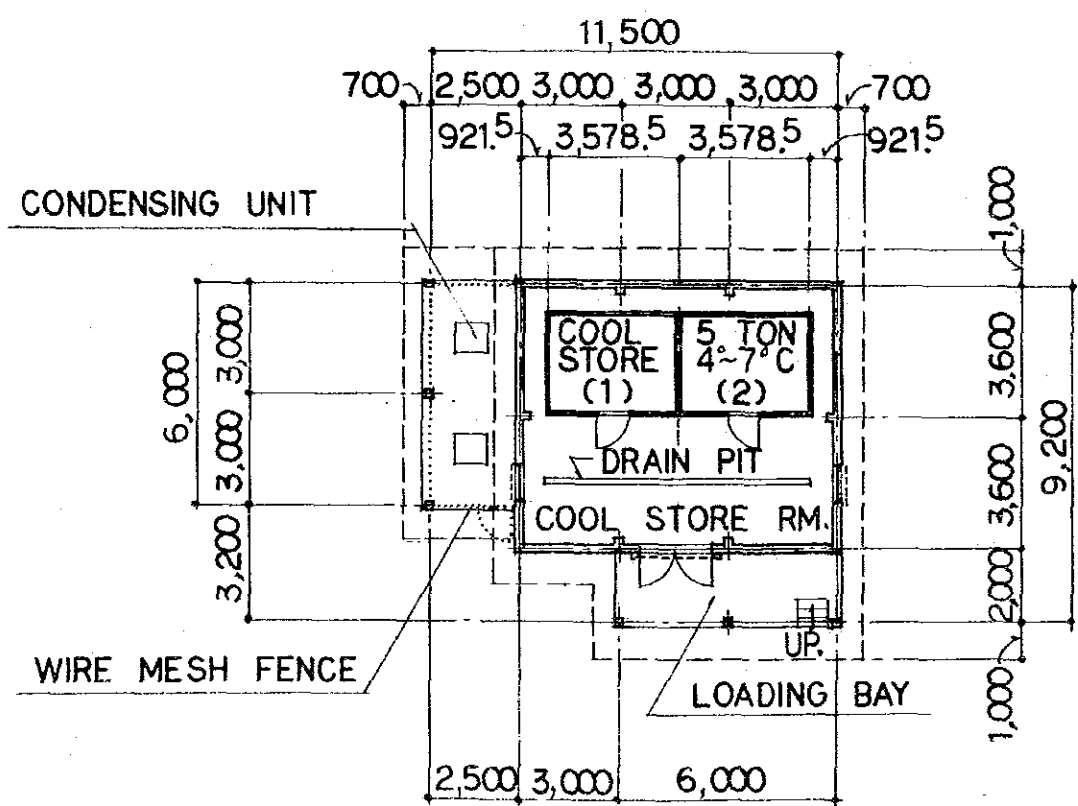 11,500
700 2,500 3,000 3,000 3,000 700
921.5 3,578.5 3,578.5 921.5
CONDENSING UNIT
1,000
COOL
STORE
(1)
5 TON
4°~7°C
(2)
6,000
3,000
3,000
3,200
3,600
3,600
2,000
9,200
1,000
DRAIN PIT
COOL STORE RM.
UP.
WIRE MESH FENCE
LOADING BAY
2,500 3,000 6,000